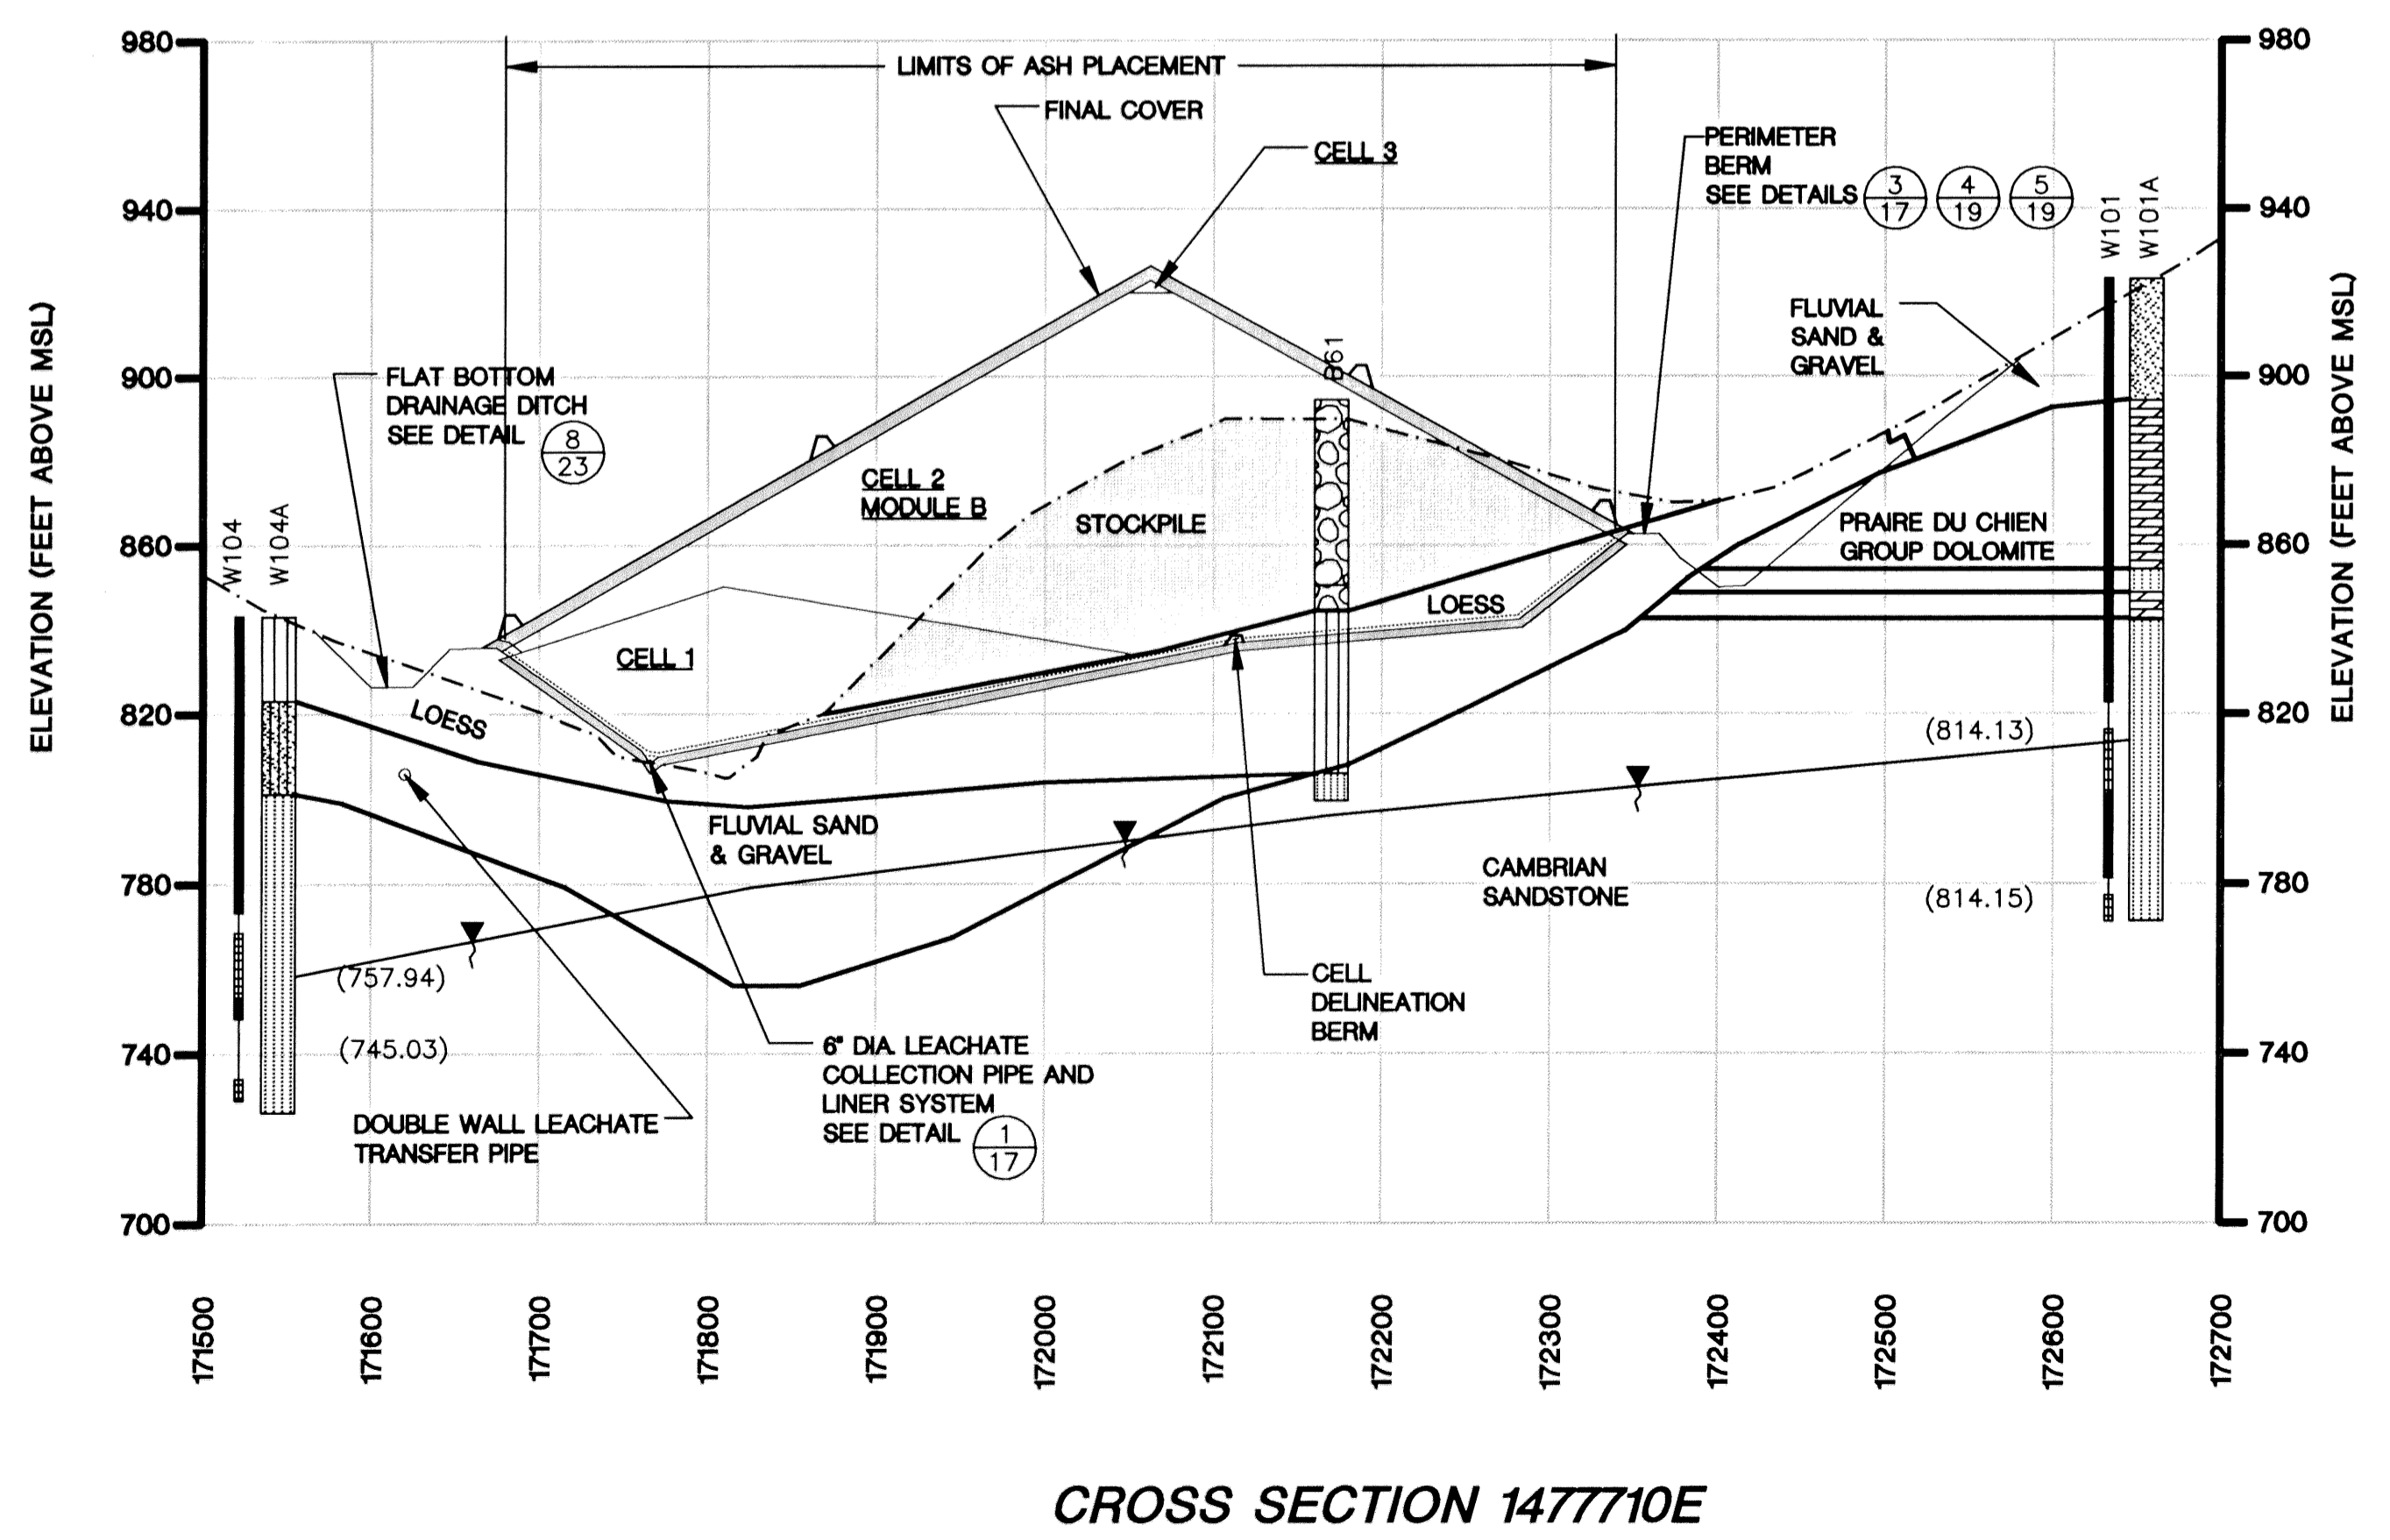 980
940
900
860
820
780
740
700
ELEVATION (FEET ABOVE MSL)
LIMITS OF ASH PLACEMENT
FINAL COVER
CELL 3
PERIMETER
BERM
SEE DETAILS
3
17
4
19
5
19
W101
W101A
FLUVIAL
SAND &
GRAVEL
FLAT BOTTOM
DRAINAGE DITCH
SEE DETAIL
8
23
B61
W104
W104A
CELL 2
MODULE B
STOCKPILE
PRAIRE DU CHIEN
GROUP DOLOMITE
LOESS
CELL 1
LOESS
(814.13)
FLUVIAL SAND
& GRAVEL
CAMBRIAN
SANDSTONE
(814.15)
(757.94)
CELL
DELINEATION
BERM
(745.03)
6" DIA. LEACHATE
COLLECTION PIPE AND
LINER SYSTEM
SEE DETAIL
1
17
DOUBLE WALL LEACHATE
TRANSFER PIPE
980
940
900
860
820
780
740
700
ELEVATION (FEET ABOVE MSL)
171500
171600
171700
171800
171900
172000
172100
172200
172300
172400
172500
172600
172700
CROSS SECTION 1477710E